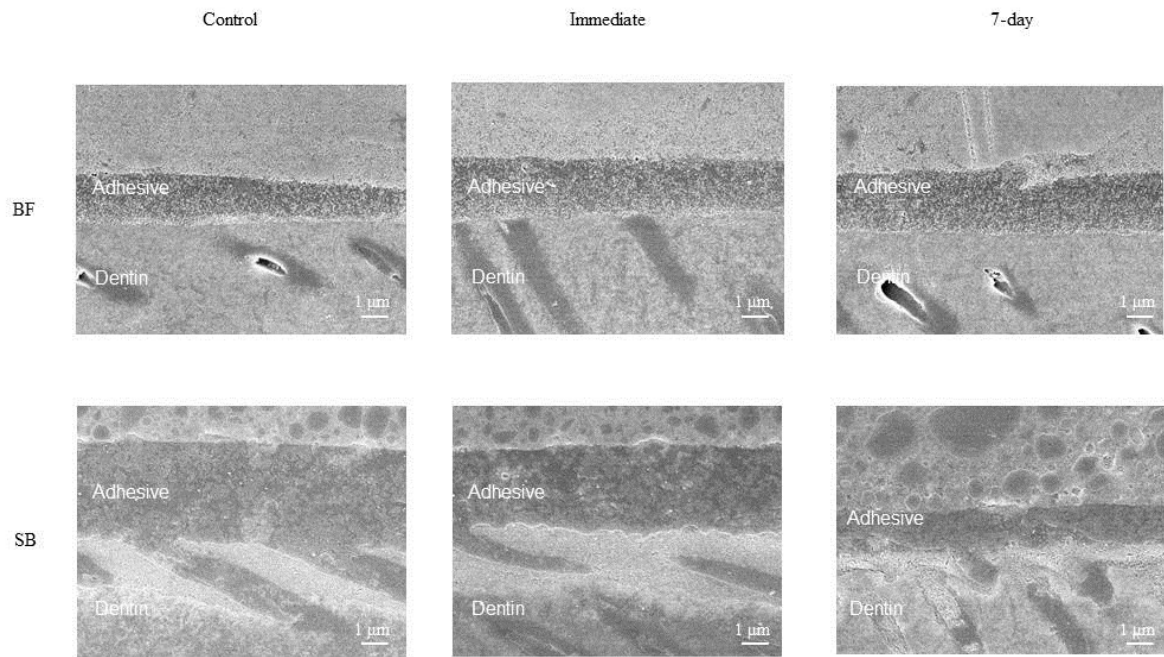 Control Immediate 7-day
BF
Adhesive Adhesive Adhesive
Dentin Dentin Dentin
1 μm 1 μm 1 μm
SB
Adhesive Adhesive Adhesive
Dentin Dentin Dentin
1 μm 1 μm 1 μm